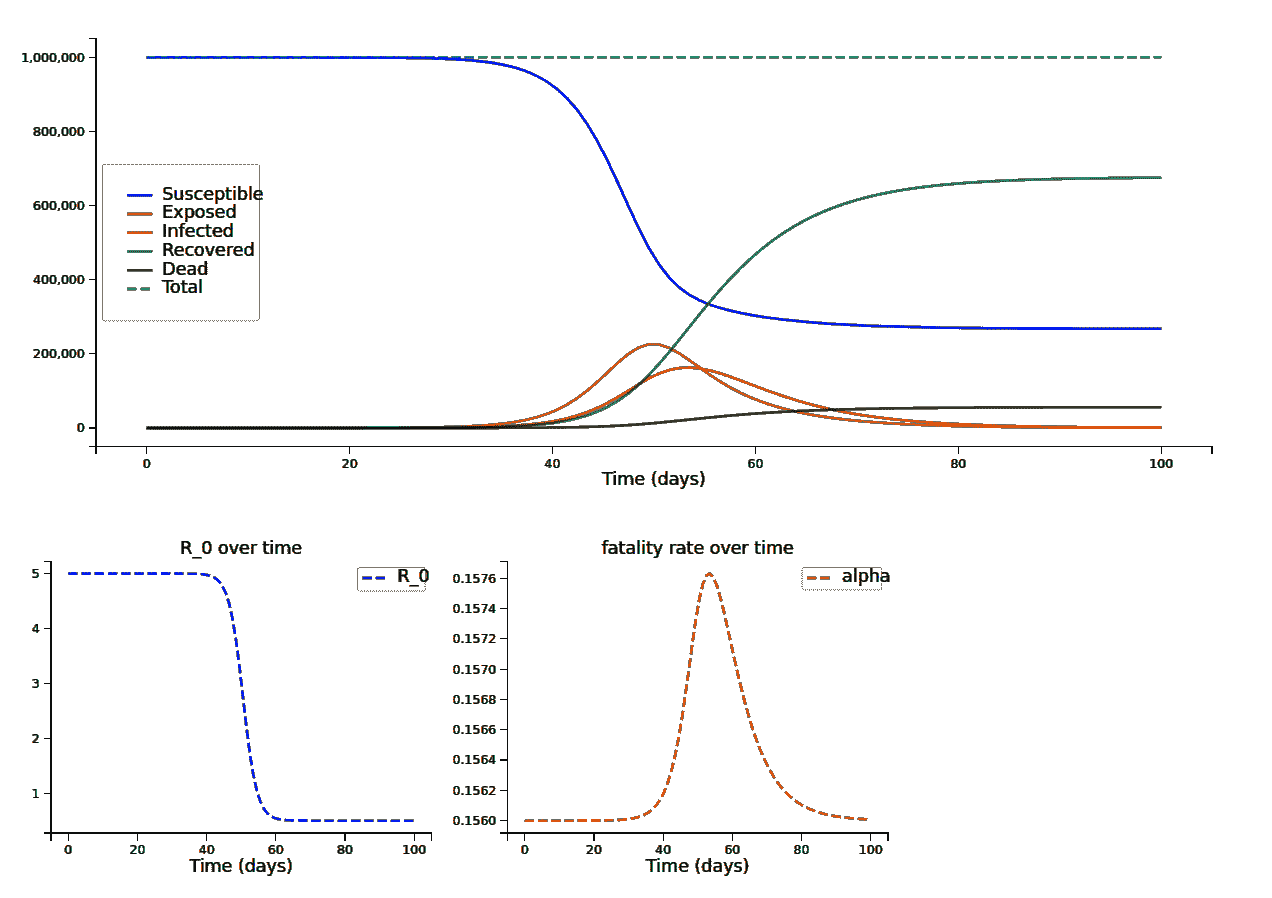 1,000,000
800,000
600,000
400,000
200,000
0
Susceptible
Exposed
Infected
Recovered
Dead
Total
0 20 40 60 80 100
Time (days)
R_0 over time
5
4
3
2
1
R_0
0 20 40 60 80 100
Time (days)
fatality rate over time
0.1576
0.1574
0.1572
0.1570
0.1568
0.1566
0.1564
0.1562
0.1560
alpha
0 20 40 60 80 100
Time (days)